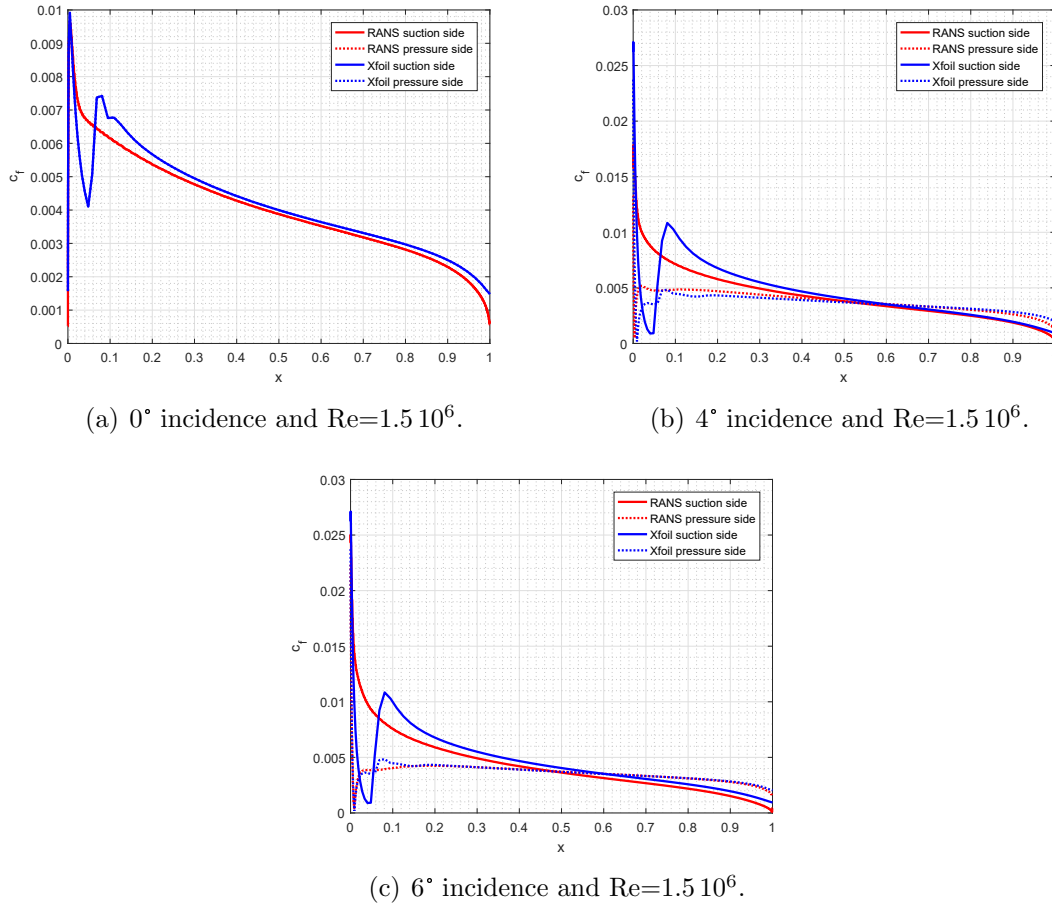 0.01
0.009
0.008
0.007
0.006
0.005
0.004
0.003
0.002
0.001
0
c_f
0 0.1 0.2 0.3 0.4 0.5 0.6 0.7 0.8 0.9 1
x
RANS suction side
RANS pressure side
Xfoil suction side
Xfoil pressure side
(a) 0° incidence and Re=1.5 10⁶.
0.03
0.025
0.02
0.015
0.01
0.005
0
c_f
0 0.1 0.2 0.3 0.4 0.5 0.6 0.7 0.8 0.9
x
RANS suction side
RANS pressure side
Xfoil suction side
Xfoil pressure side
(b) 4° incidence and Re=1.5 10⁶.
0.03
0.025
0.02
0.015
0.01
0.005
0
c_f
0 0.1 0.2 0.3 0.4 0.5 0.6 0.7 0.8 0.9 1
x
RANS suction side
RANS pressure side
Xfoil suction side
Xfoil pressure side
(c) 6° incidence and Re=1.5 10⁶.